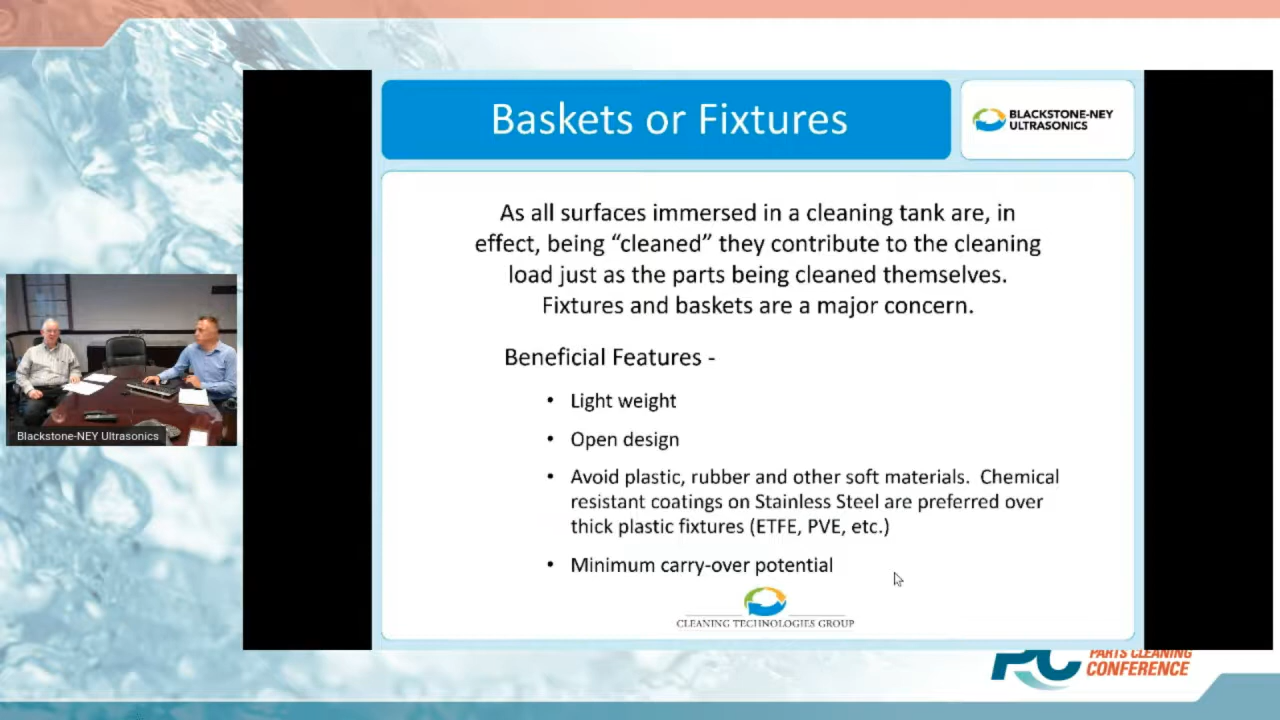 Baskets or Fixtures
BLACKSTONE-NEY
ULTRASONICS
As all surfaces immersed in a cleaning tank are, in
effect, being “cleaned” they contribute to the cleaning
load just as the parts being cleaned themselves.
Fixtures and baskets are a major concern.
Beneficial Features -
• Light weight
• Open design
• Avoid plastic, rubber and other soft materials.  Chemical
resistant coatings on Stainless Steel are preferred over
thick plastic fixtures (ETFE, PVE, etc.)
• Minimum carry-over potential
CLEANING TECHNOLOGIES GROUP
Blackstone-NEY Ultrasonics
PC
PARTS CLEANING
CONFERENCE